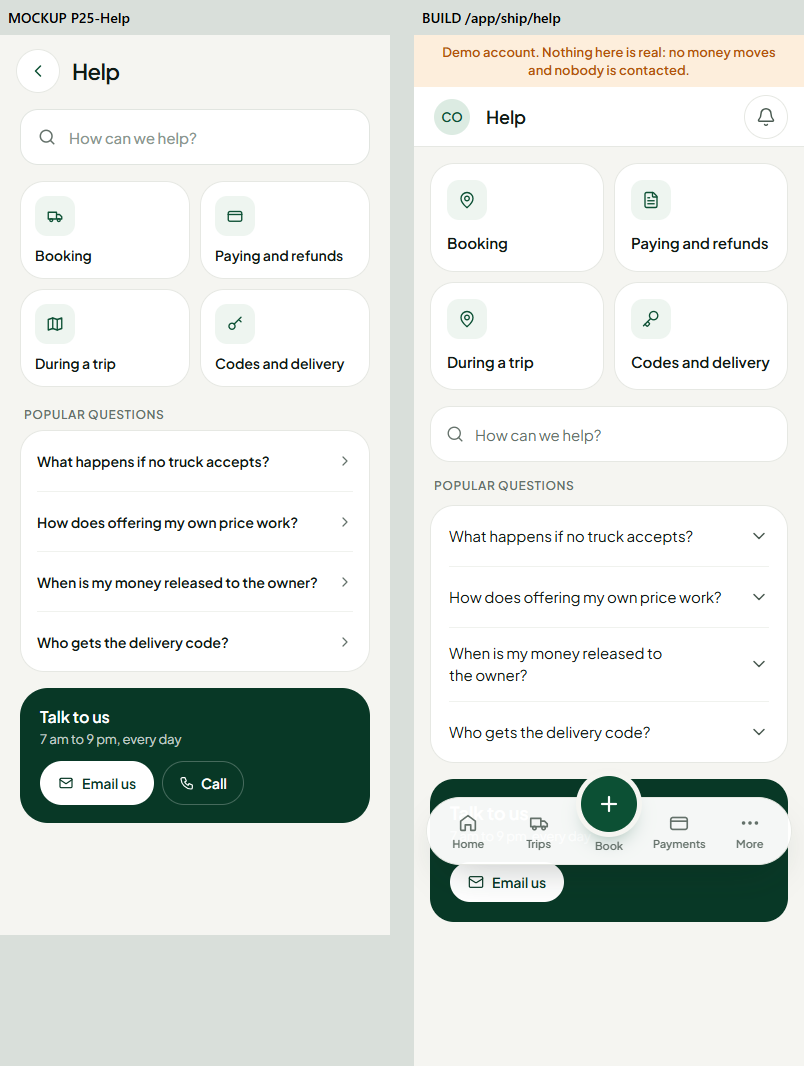 MOCKUP P25-Help
Help
How can we help?
Booking
Paying and refunds
During a trip
Codes and delivery
POPULAR QUESTIONS
What happens if no truck accepts?
How does offering my own price work?
When is my money released to the owner?
Who gets the delivery code?
Talk to us
7 am to 9 pm, every day
Email us
Call
BUILD /app/ship/help
Demo account. Nothing here is real: no money moves
and nobody is contacted.
CO
Help
Booking
Paying and refunds
During a trip
Codes and delivery
How can we help?
POPULAR QUESTIONS
What happens if no truck accepts?
How does offering my own price work?
When is my money released to
the owner?
Who gets the delivery code?
Talk to us
Home
Trips
Book
Payments
More
Email us